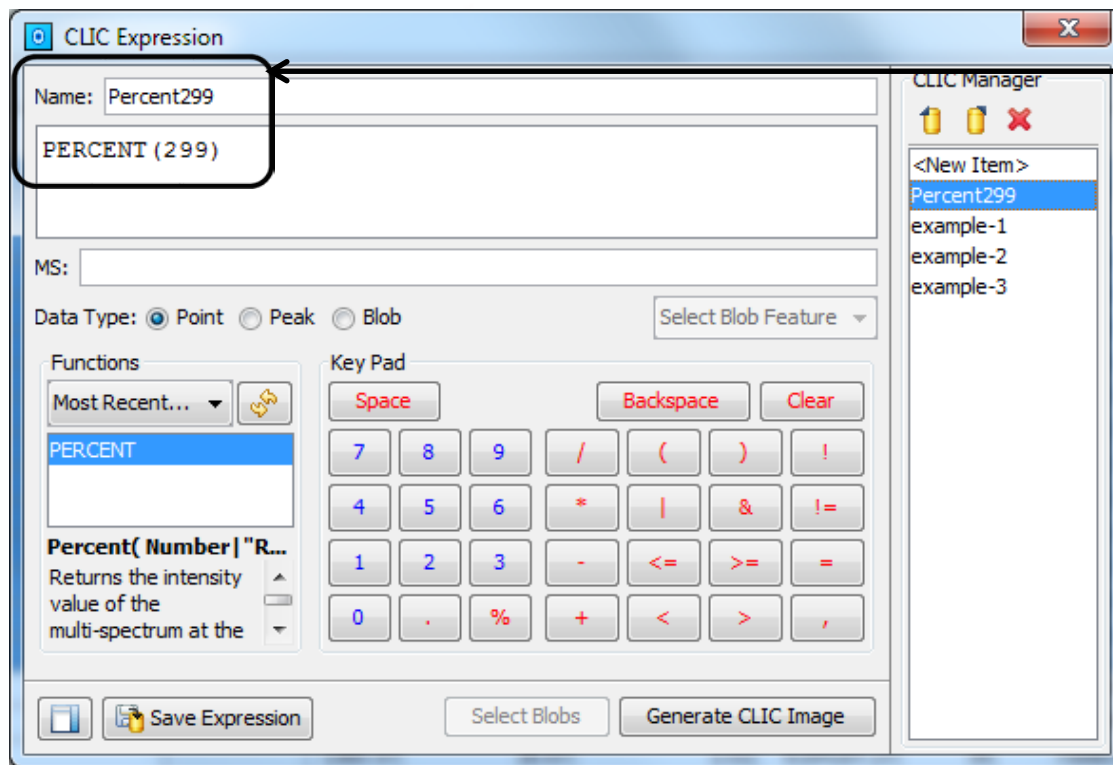 CLIC Expression
Name: Percent299
PERCENT(299)
MS:
Data Type: Point Peak Blob Select Blob Feature
Functions
Most Recent...
PERCENT
Percent( Number|"R...
Returns the intensity
value of the
multi-spectrum at the
Key Pad
Space Backspace Clear
7 8 9 / ( ) !
4 5 6 * | & !=
1 2 3 - <= >= =
0 . % + < > ,
Save Expression Select Blobs Generate CLIC Image
CLIC Manager
<New Item>
Percent299
example-1
example-2
example-3